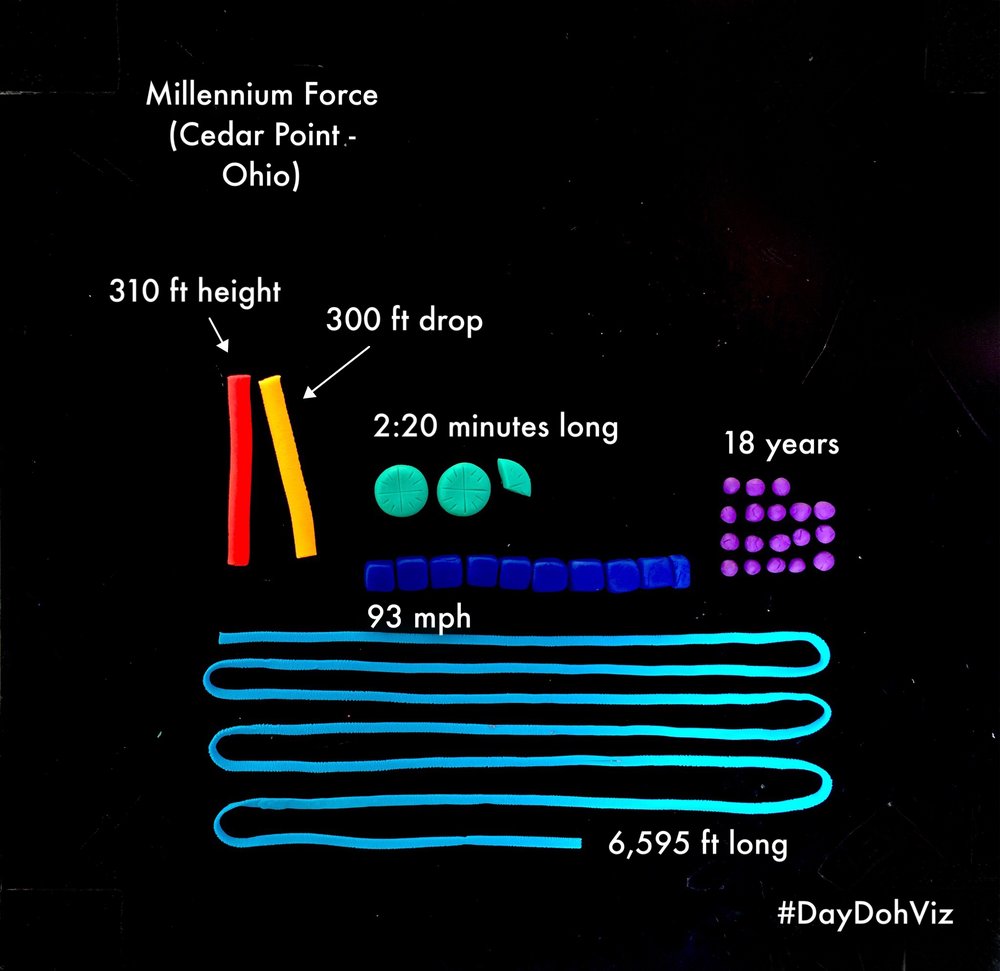 Millennium Force
(Cedar Point -
Ohio)
310 ft height
300 ft drop
2:20 minutes long
18 years
93 mph
6,595 ft long
#DayDohViz